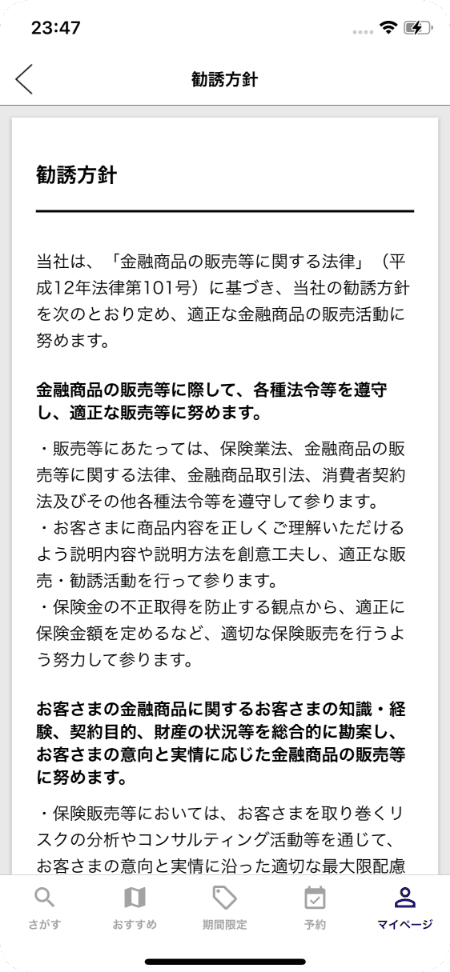 23:47
勧誘方針
勧誘方針
当社は、「金融商品の販売等に関する法律」（平
成12年法律第101号）に基づき、当社の勧誘方針
を次のとおり定め、適正な金融商品の販売活動に
努めます。
金融商品の販売等に際して、各種法令等を遵守
し、適正な販売等に努めます。
・販売等にあたっては、保険業法、金融商品の販
売等に関する法律、金融商品取引法、消費者契約
法及びその他各種法令等を遵守して参ります。
・お客さまに商品内容を正しくご理解いただける
よう説明内容や説明方法を創意工夫し、適正な販
売・勧誘活動を行って参ります。
・保険金の不正取得を防止する観点から、適正に
保険金額を定めるなど、適切な保険販売を行うよ
う努力して参ります。
お客さまの金融商品に関するお客さまの知識・経
験、契約目的、財産の状況等を総合的に勘案し、
お客さまの意向と実情に応じた金融商品の販売等
に努めます。
・保険販売等においては、お客さまを取り巻くリ
スクの分析やコンサルティング活動等を通じて、
お客さまの意向と実情に沿った適切な最大限配慮
さがす
おすすめ
期間限定
予約
マイページ